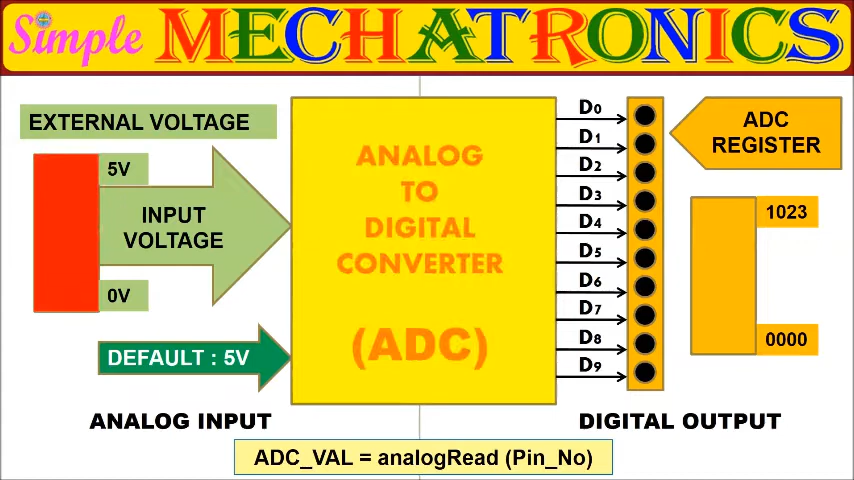 Simple MECHATRONICS
EXTERNAL VOLTAGE
5V
INPUT
VOLTAGE
0V
DEFAULT : 5V
ANALOG INPUT
ANALOG
TO
DIGITAL
CONVERTER
(ADC)
D0
D1
D2
D3
D4
D5
D6
D7
D8
D9
ADC
REGISTER
1023
0000
DIGITAL OUTPUT
ADC_VAL = analogRead (Pin_No)